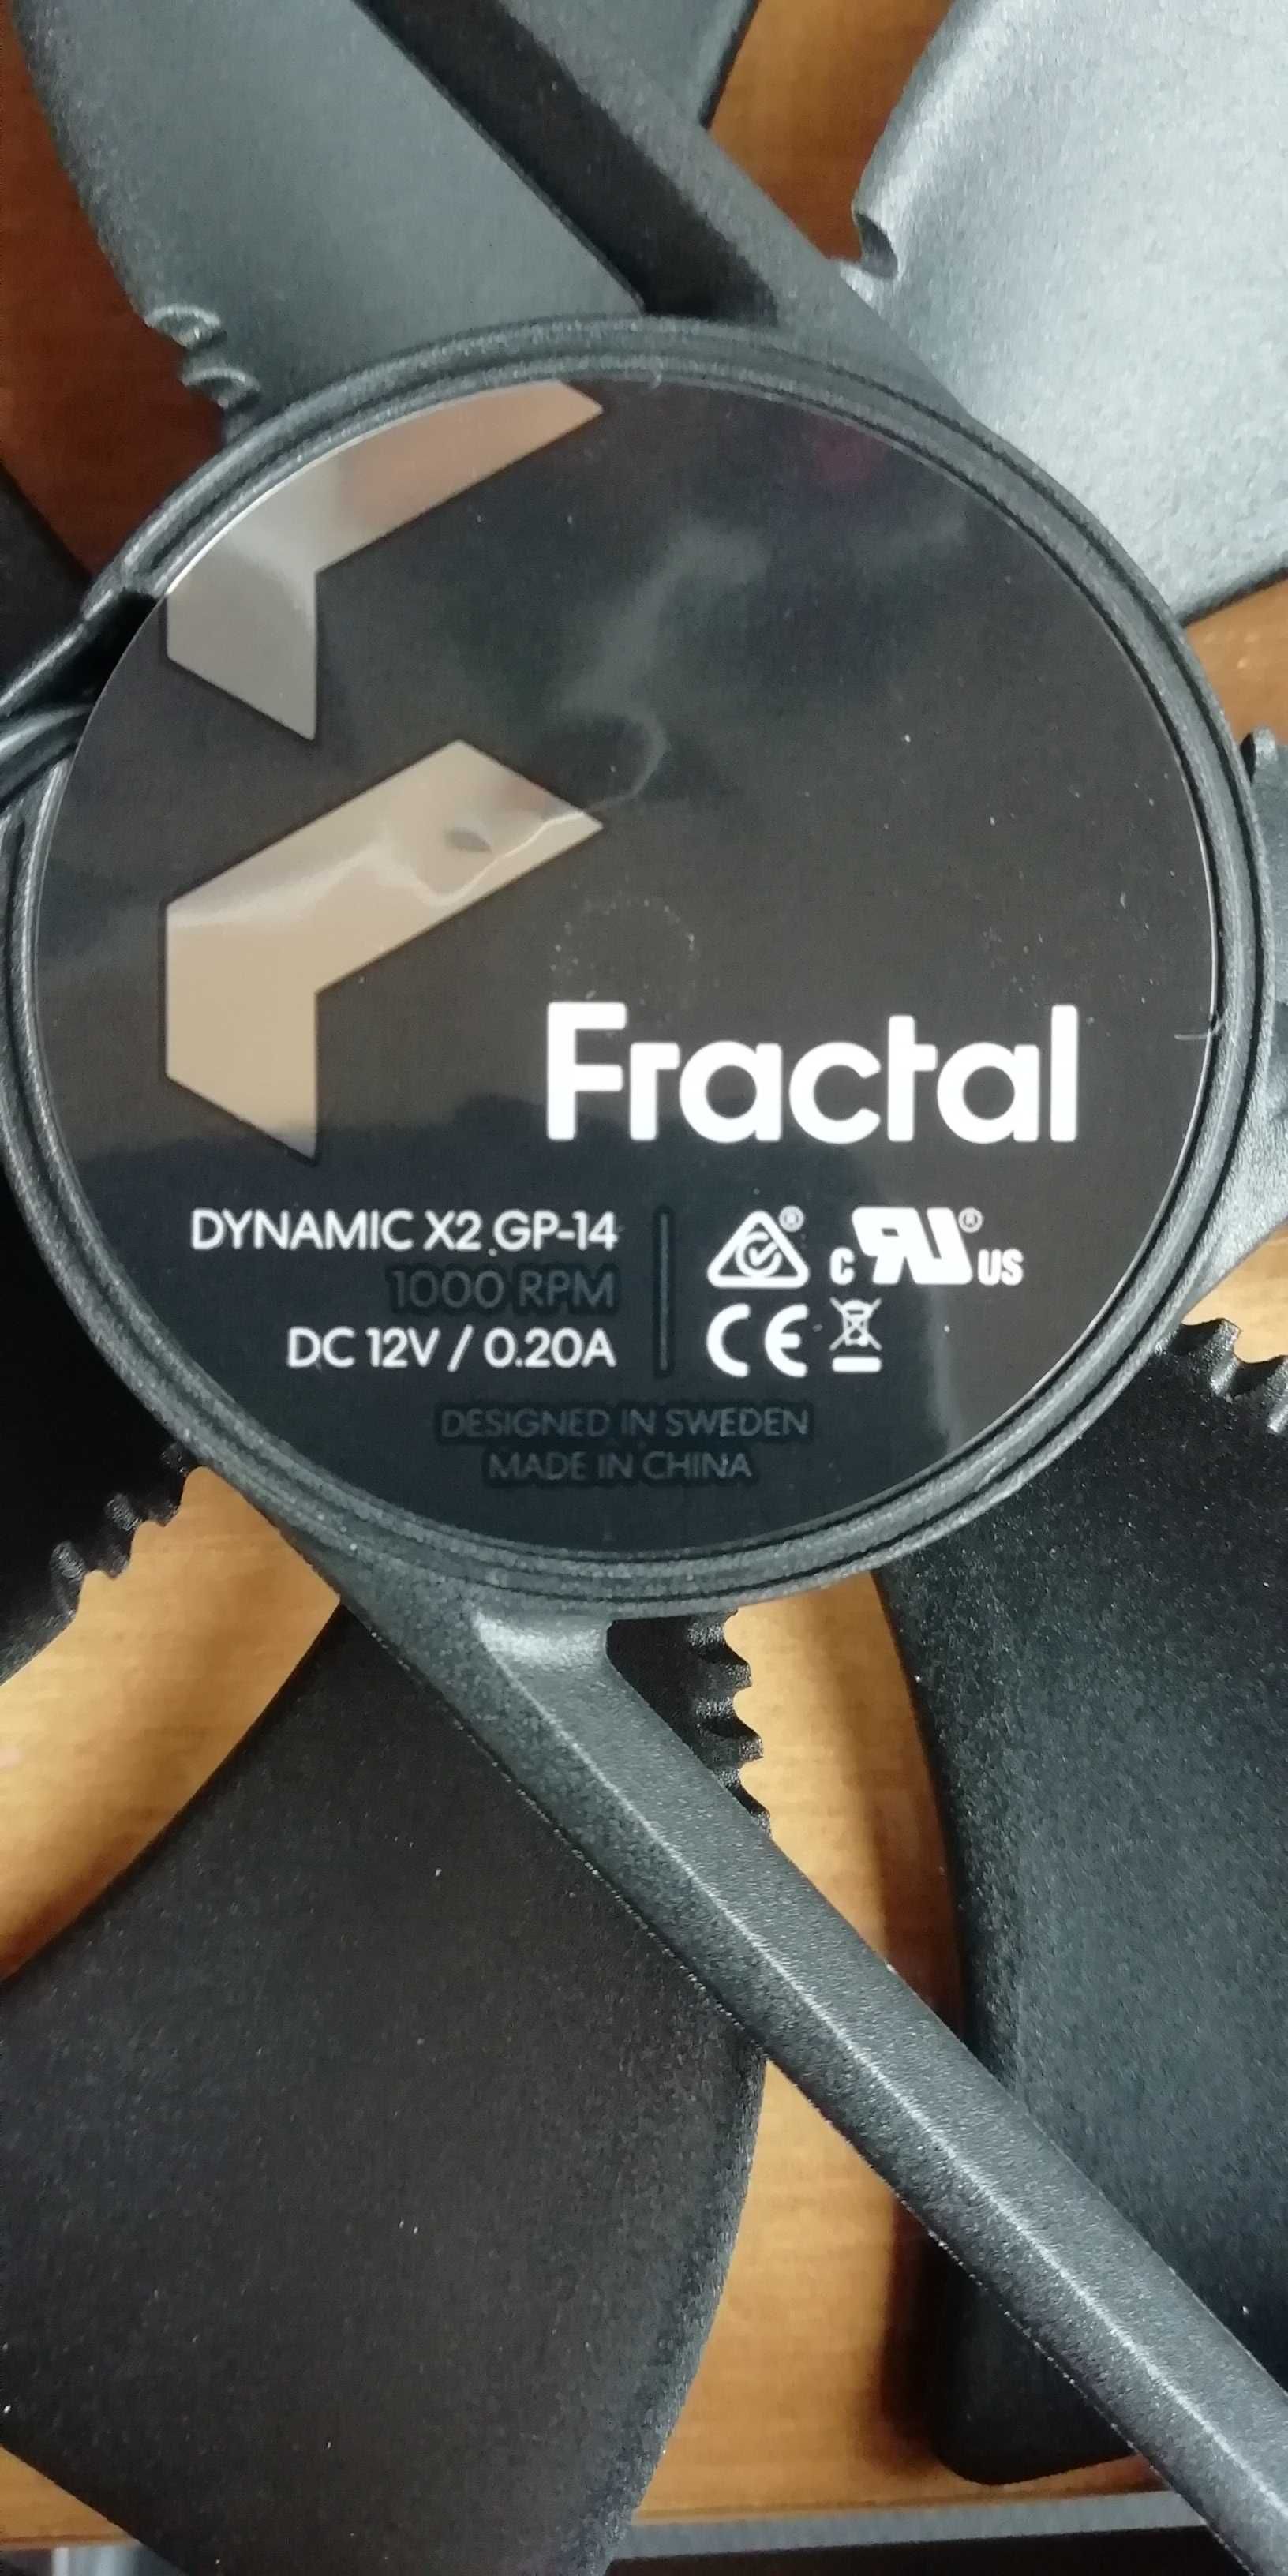 Fractal
DYNAMIC X2 GP-14
1000 RPM
DC 12V / 0.20A
® c RU ® US
CE
DESIGNED IN SWEDEN
MADE IN CHINA